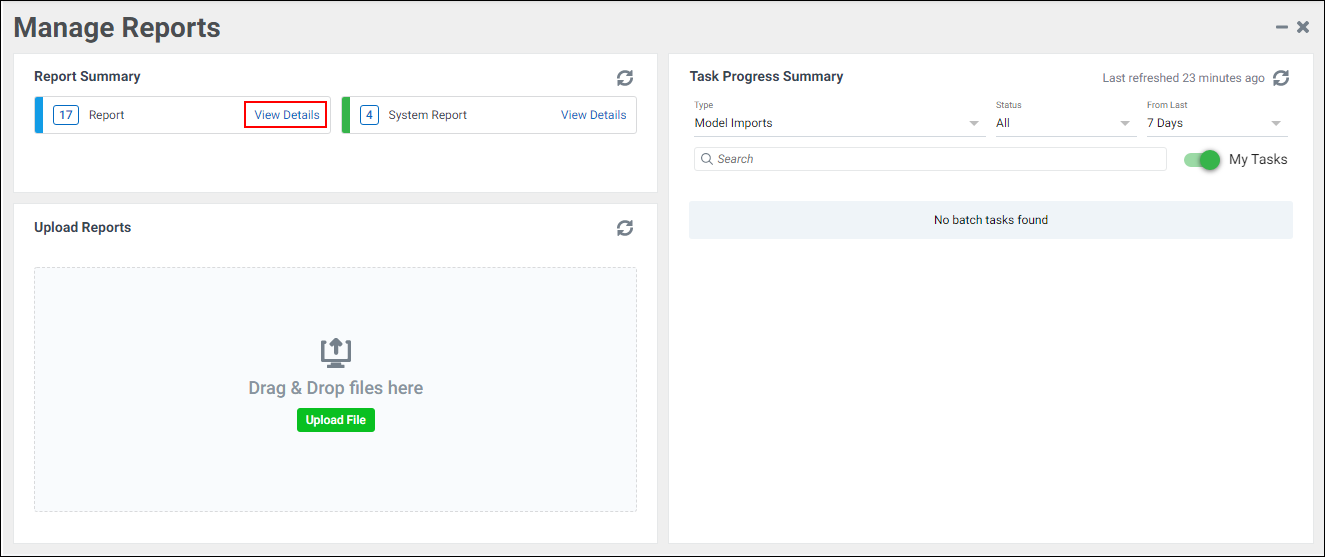 Manage Reports
Report Summary
17 Report View Details
4 System Report View Details
Upload Reports
Drag & Drop files here
Upload File
Task Progress Summary
Last refreshed 23 minutes ago
Type Status From Last
Model Imports All 7 Days
Search My Tasks
No batch tasks found